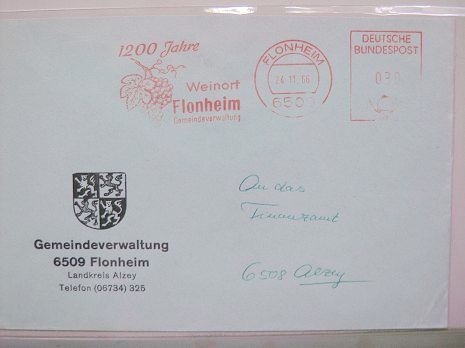 1200 Jahre
Weinort
Flonheim
Gemeindeverwaltung
FLONHEIM
24.11.66
6509
DEUTSCHE
BUNDESPOST
Gemeindeverwaltung
6509 Flonheim
Landkreis Alzey
Telefon (06734) 325
An das
Finanzamt
6508 Alzey